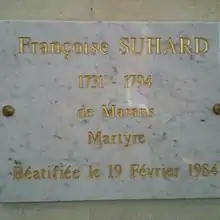 Françoise SUHARD
1731 - 1794
de Marans
Martyre
Béatifiée le 19 Février 1984